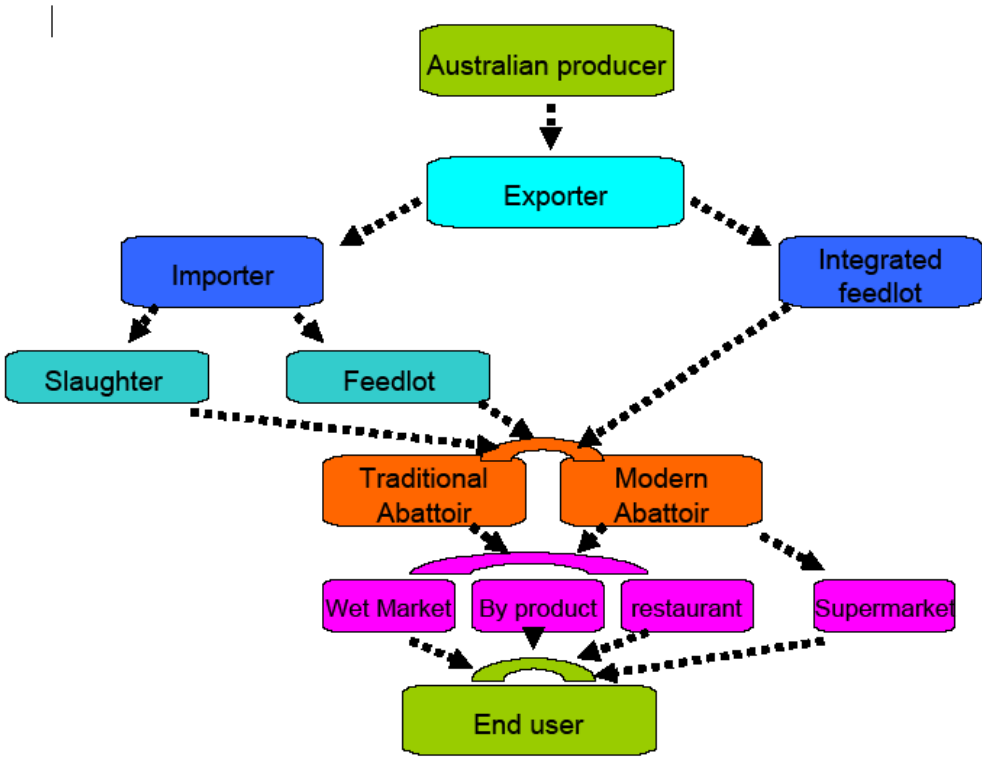 Australian producer
Exporter
Importer
Integrated
feedlot
Slaughter
Feedlot
Traditional
Abattoir
Modern
Abattoir
Wet Market
By product
restaurant
Supermarket
End user